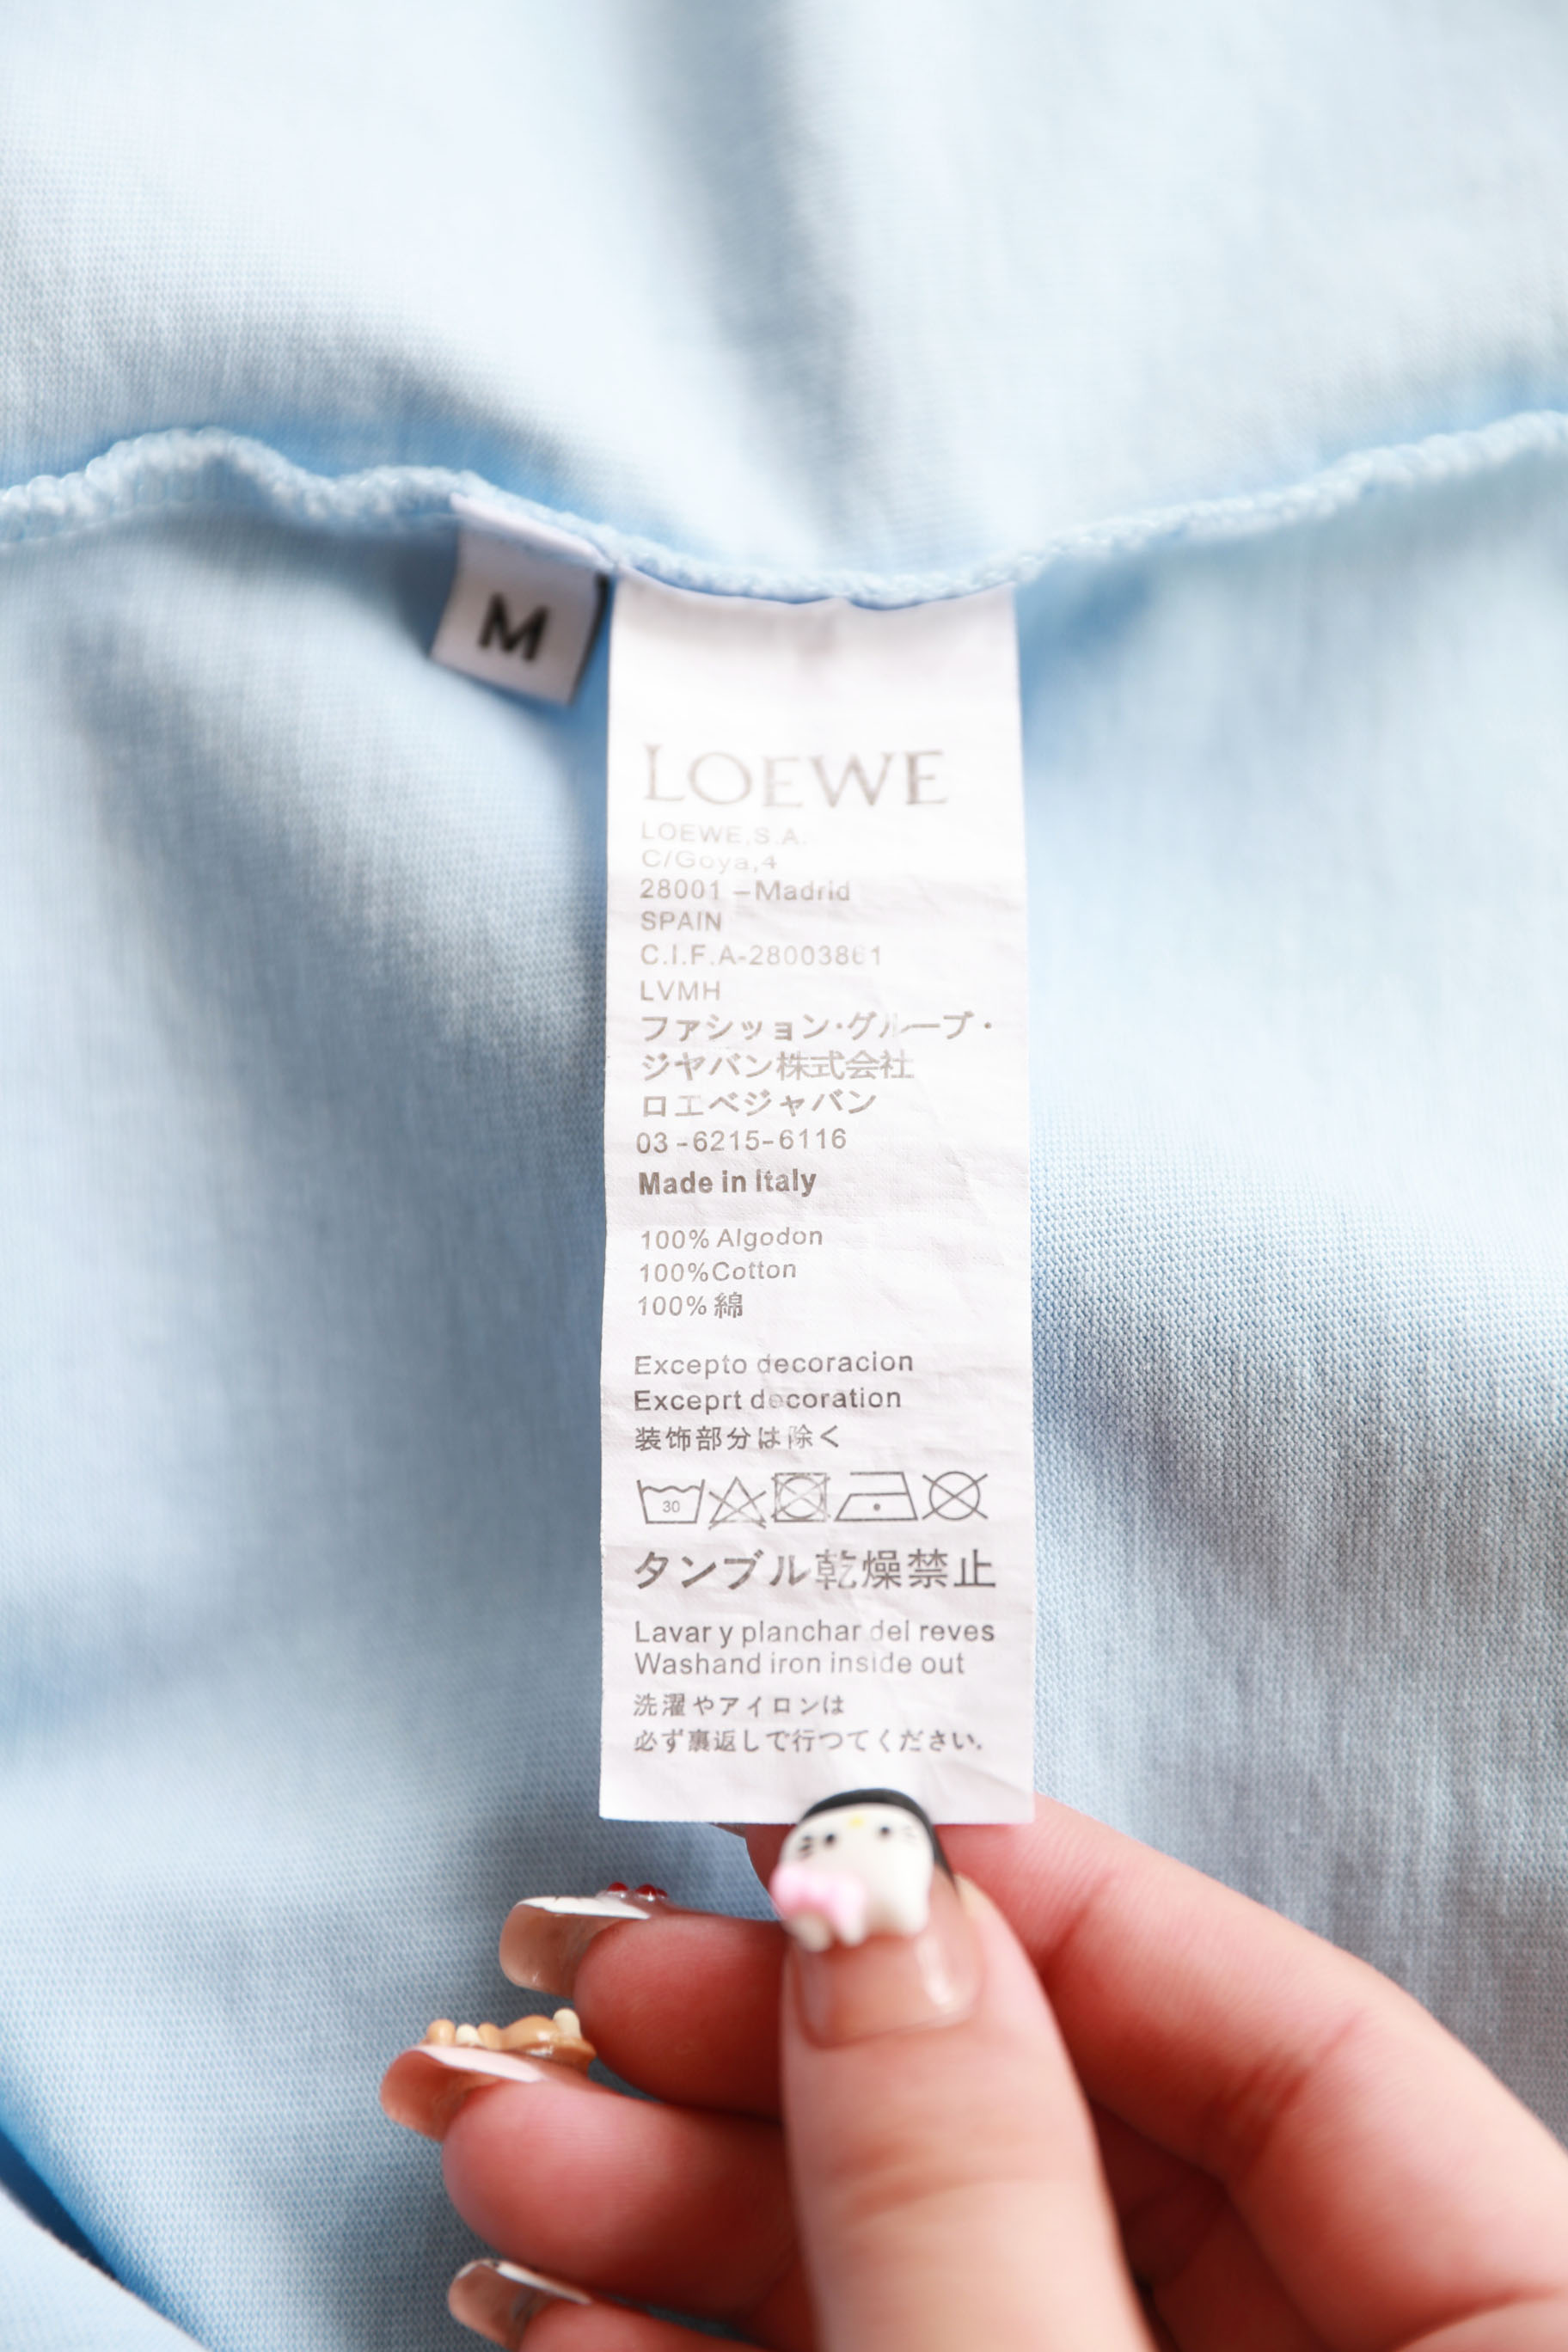 M
LOEWE
LOEWE,S.A.
C/Goya,4
28001 –Madrid
SPAIN
C.I.F.A-28003861
LVMH
ファション·グループ·
ジヤバン株式会社
ロエベジャバン
03-6215-6116
Made in Italy
100% Algodon
100%Cotton
100% 綿
Excepto decoracion
Exceprt decoration
装饰部分は除く
30
タンブル乾燥禁止
Lavar y planchar del reves
Washand iron inside out
洗濯やアイロンは
必ず裏返しで行つてください.